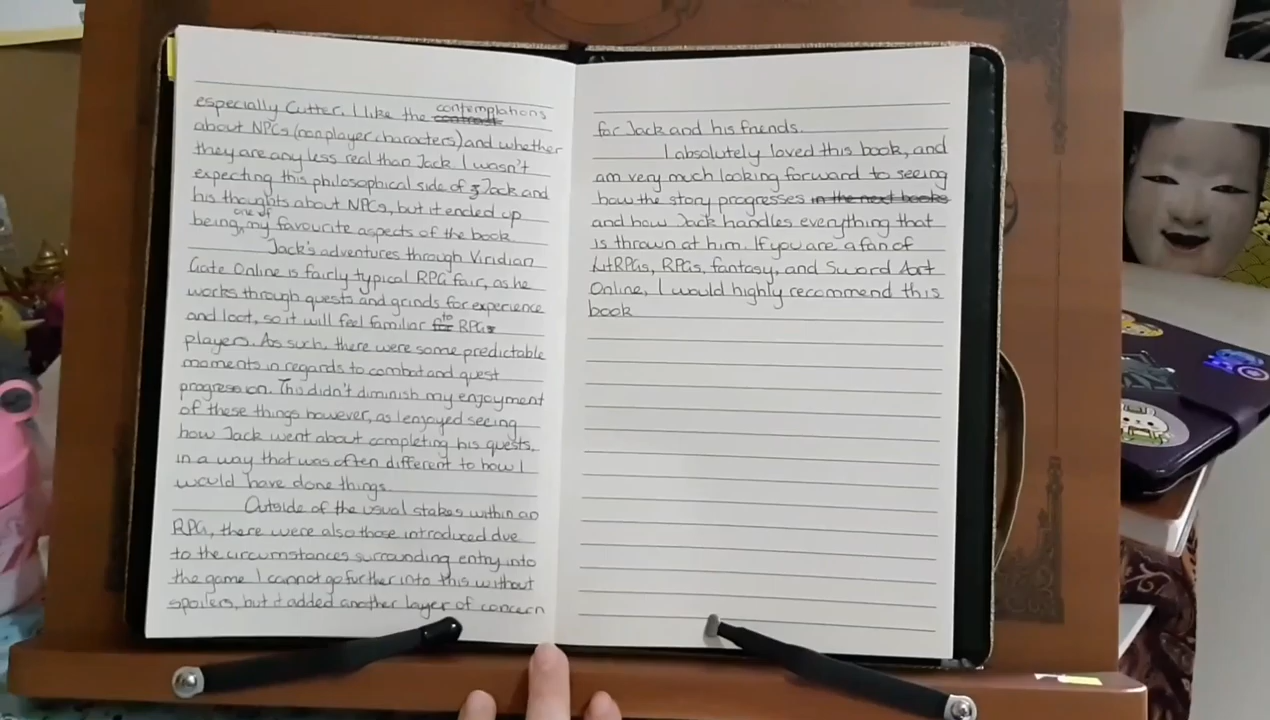 especially Cutter. I like the contrast contemplations
about NPCs (non player characters) and whether
they are any less real than Jack. I wasn't
expecting this philosophical side of Jack and
his thoughts about NPCs, but it ended up
being, one of my favourite aspects of the book.
Jack's adventures through Viridian
Gate Online is fairly typical RPG fair, as he
works through quests and grinds for experience
and loot, so it will feel familiar for to RPG
players. As such, there were some predictable
moments in regards to combat and quest
progression. This didn't diminish my enjoyment
of these things however, as I enjoyed seeing
how Jack went about completing his quests,
in a way that was often different to how I
would have done things.
Outside of the usual stakes within an
RPG, there were also those introduced due
to the circumstances surrounding entry into
the game. I cannot go further into this without
spoilers, but it added another layer of concern
for Jack and his friends.
I absolutely loved this book, and
am very much looking forward to seeing
how the story progresses in the next books
and how Jack handles everything that
is thrown at him. If you are a fan of
LitRPGs, RPGs, fantasy, and Sword Art
Online, I would highly recommend this
book